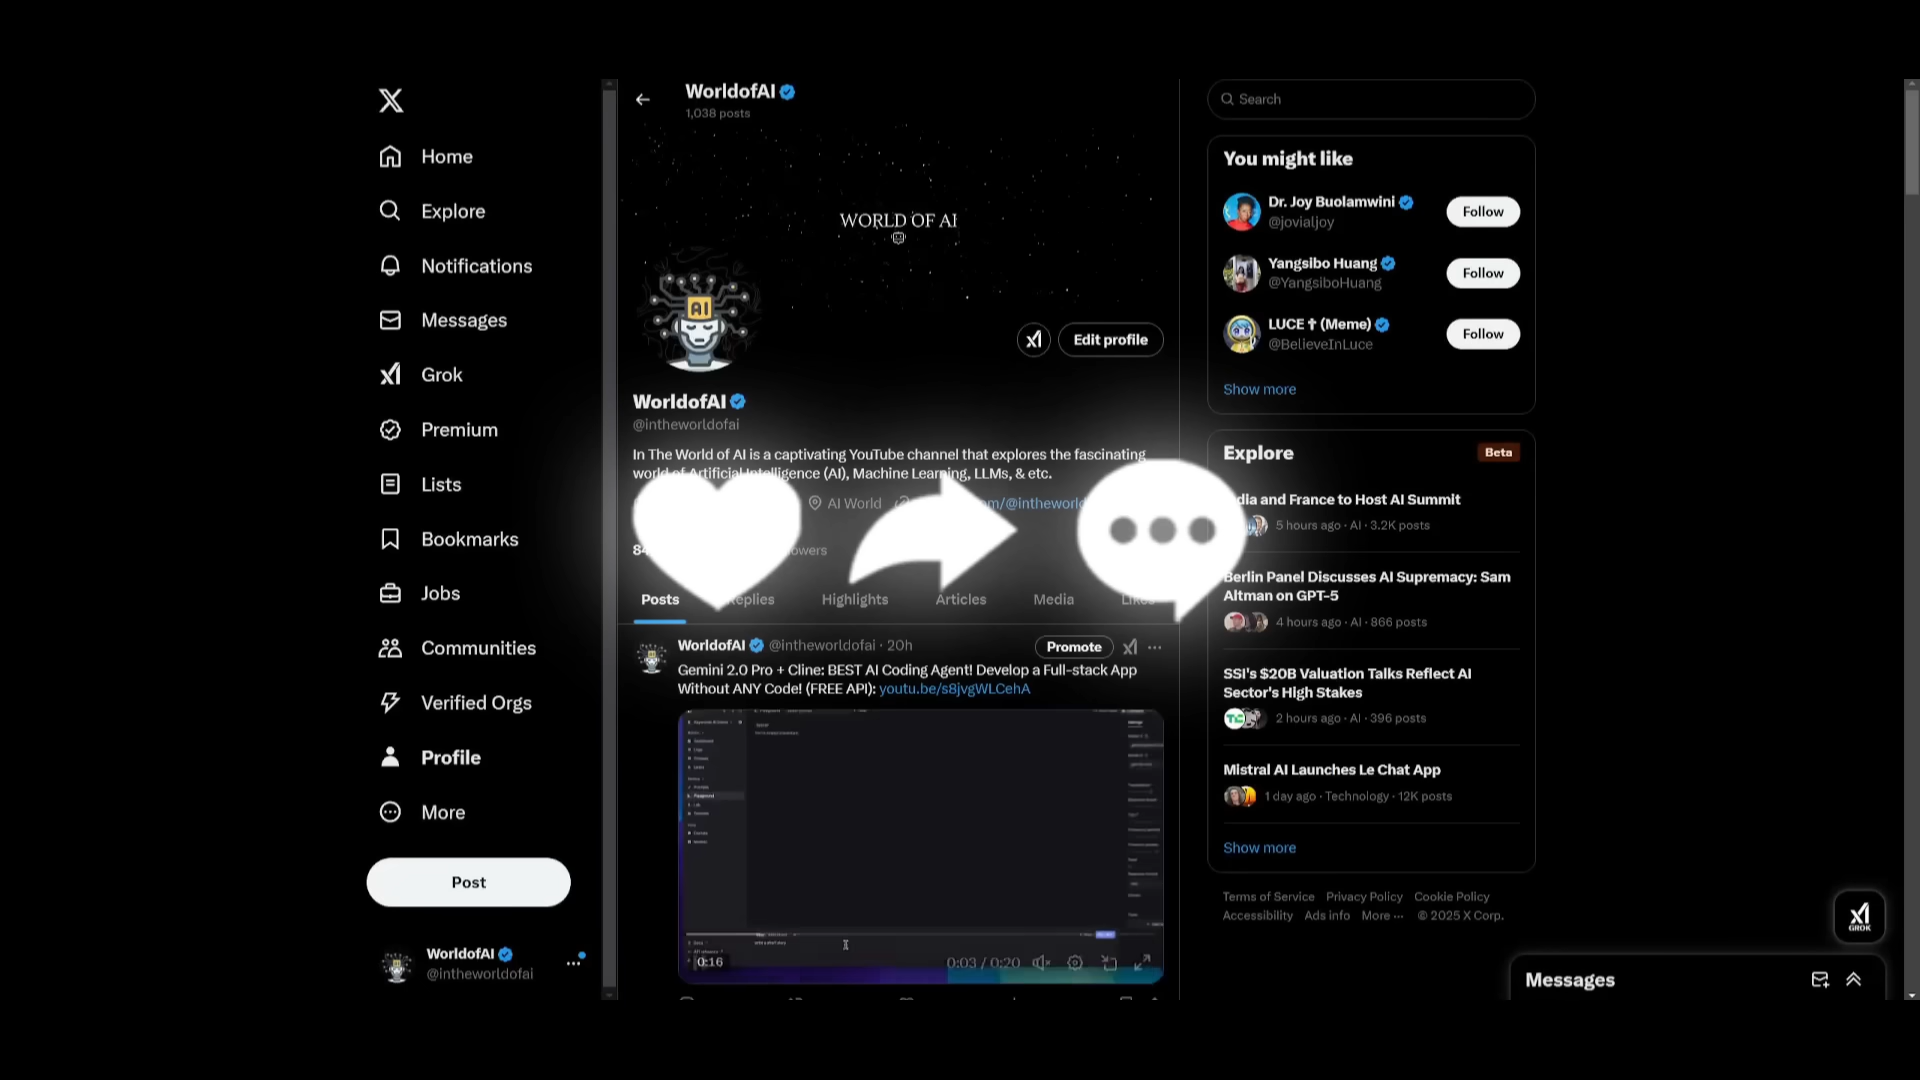 Home
Explore
Notifications
Messages
Grok
Premium
Lists
Bookmarks
Jobs
Communities
Verified Orgs
Profile
More
Post
WorldofAI
@intheworldofai
WorldofAI
1,038 posts
WORLD OF AI
AI
Edit profile
WorldofAI
@intheworldofai
In The World of AI is a captivating YouTube channel that explores the fascinating
world of Artificial Intelligence (AI), Machine Learning, LLMs, & etc.
AI World
Posts
Replies
Highlights
Articles
Media
WorldofAI @intheworldofai · 20h
Promote
Gemini 2.0 Pro + Cline: BEST AI Coding Agent! Develop a Full-stack App
Without ANY Code! (FREE API): youtu.be/s8jvgWLCehA
0:16
0:03 / 0:20
Search
You might like
Dr. Joy Buolamwini
@jovialjoy
Follow
Yangsibo Huang
@YangsiboHuang
Follow
LUCE ✝ (Meme)
@BelieveInLuce
Follow
Show more
Explore
Beta
and France to Host AI Summit
5 hours ago · AI · 3.2K posts
Berlin Panel Discusses AI Supremacy: Sam
Altman on GPT-5
4 hours ago · AI · 866 posts
SSI's $20B Valuation Talks Reflect AI
Sector's High Stakes
2 hours ago · AI · 396 posts
Mistral AI Launches Le Chat App
1 day ago · Technology · 12K posts
Show more
Terms of Service Privacy Policy Cookie Policy
Accessibility Ads info More ··· © 2025 X Corp.
GROK
Messages